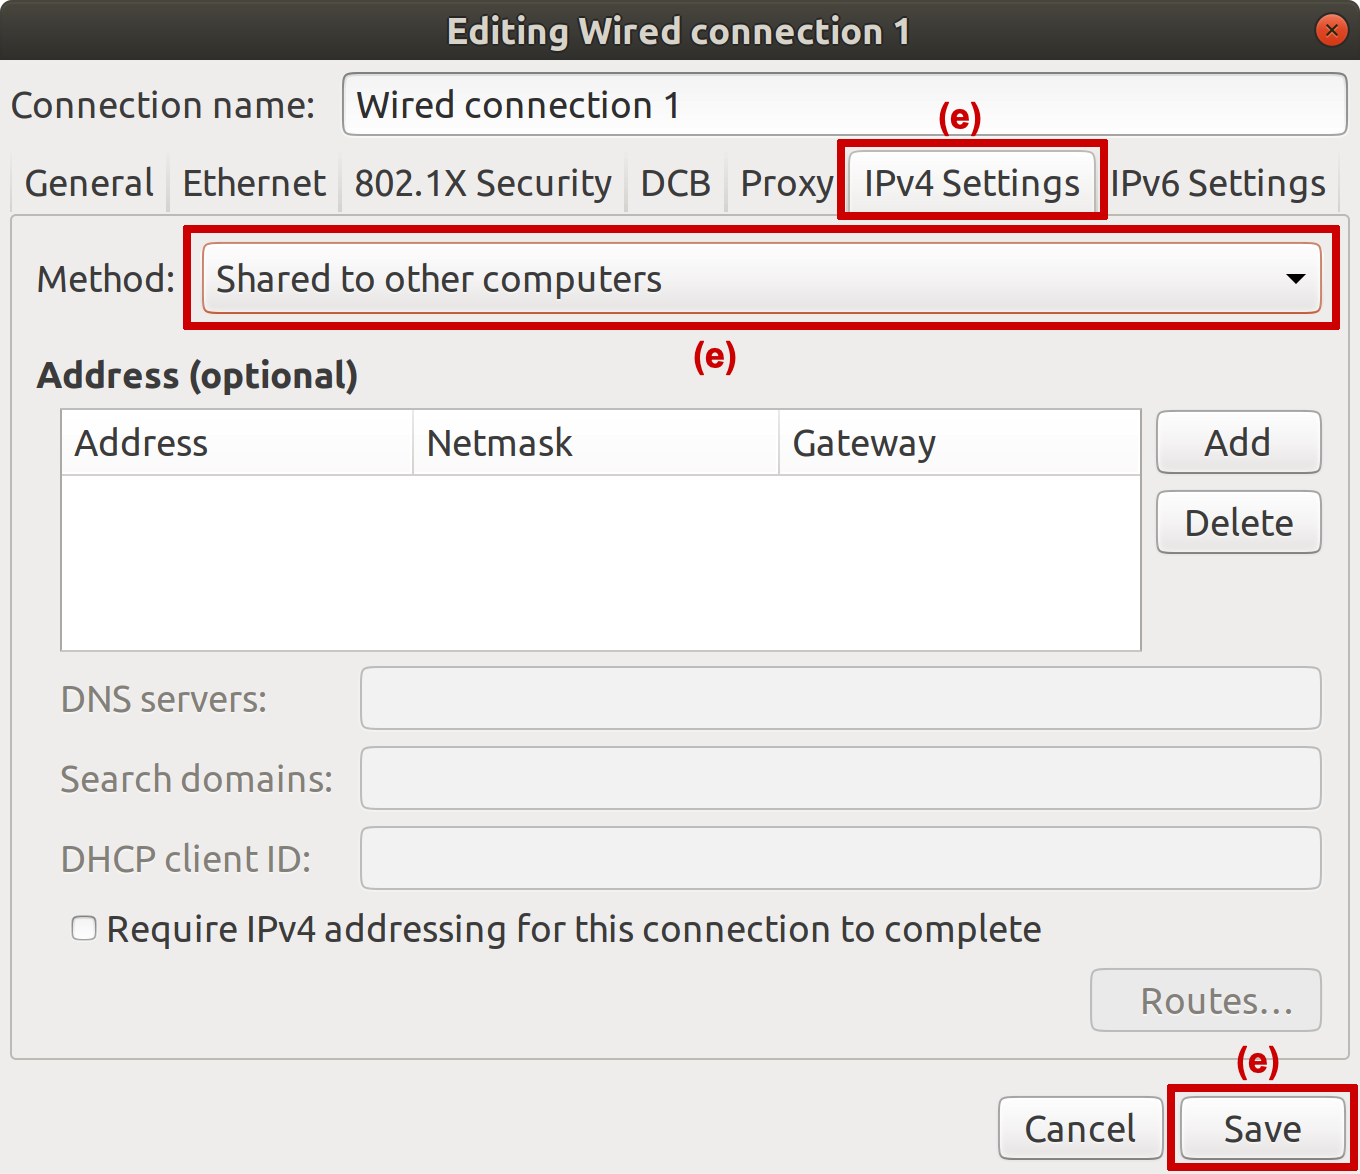 Editing Wired connection 1
Connection name: Wired connection 1
(e)
General Ethernet 802.1X Security DCB Proxy IPv4 Settings IPv6 Settings
Method: Shared to other computers
(e)
Address (optional)
Address Netmask Gateway Add
Delete
DNS servers:
Search domains:
DHCP client ID:
Require IPv4 addressing for this connection to complete
Routes...
(e)
Cancel Save